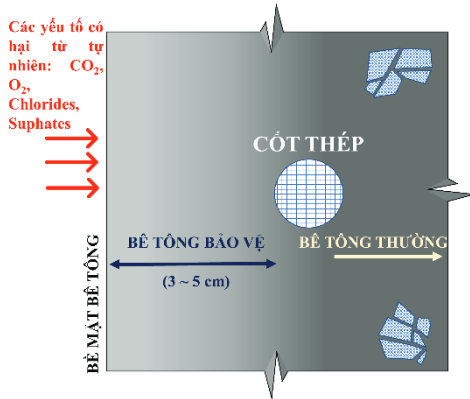 Các yếu tố có
hại từ tự
nhiên: CO₂,
O₂,
Chlorides,
Suphates
CỐT THÉP
BÊ TÔNG BẢO VỆ
(3 ~ 5 cm)
BÊ TÔNG THƯỜNG
BỀ MẶT BÊ TÔNG